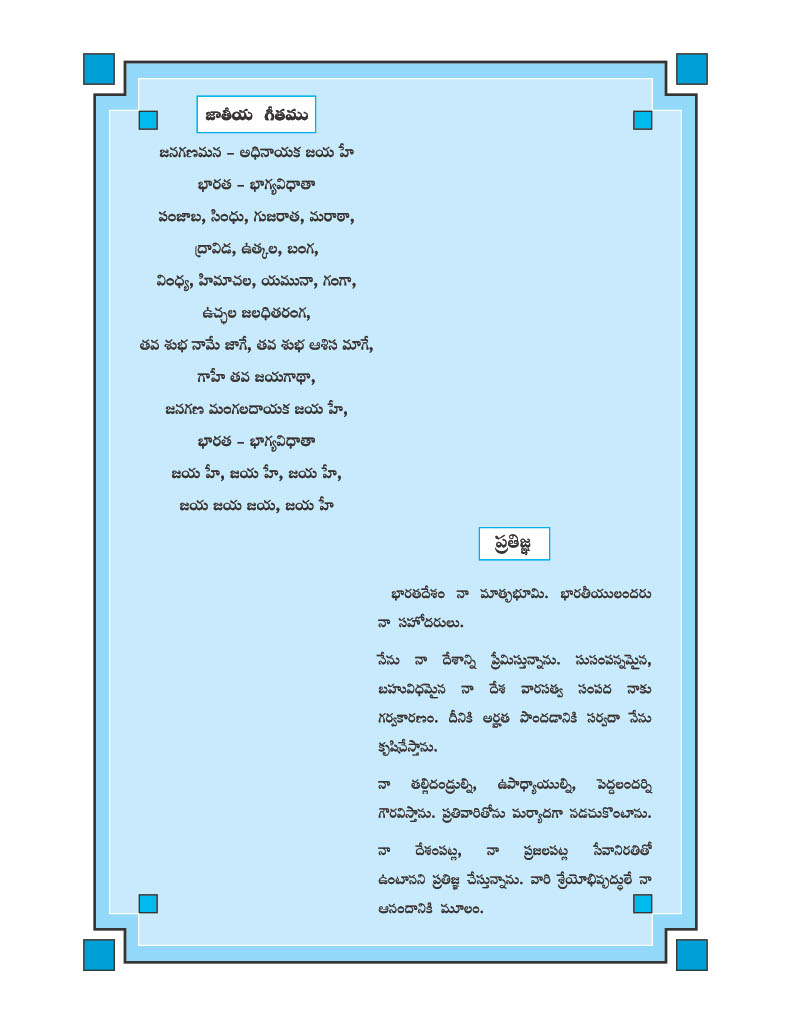 జాతీయ గీతము
జనగణమన – అధినాయక జయ హే
భారత – భాగ్యవిధాతా
పంజాబ, సింధు, గుజరాత, మరాఠా,
ద్రావిడ, ఉత్కల, బంగ,
వింధ్య, హిమాచల, యమునా, గంగా,
ఉచ్ఛల జలధితరంగ,
తవ శుభ నామే జాగే, తవ శుభ ఆశిస మాగే,
గాహే తవ జయగాథా,
జనగణ మంగలదాయక జయ హే,
భారత – భాగ్యవిధాతా
జయ హే, జయ హే, జయ హే,
జయ జయ జయ, జయ హే
ప్రతిజ్ఞ
భారతదేశం నా మాతృభూమి. భారతీయులందరు
నా సహోదరులు.
నేను నా దేశాన్ని ప్రేమిస్తున్నాను. సుసంపన్నమైన,
బహువిధమైన నా దేశ వారసత్వ సంపద నాకు
గర్వకారణం. దీనికి అర్హత పొందడానికి సర్వదా నేను
కృషిచేస్తాను.
నా తల్లిదండ్రుల్ని, ఉపాధ్యాయుల్ని, పెద్దలందర్ని
గౌరవిస్తాను. ప్రతివారితోను మర్యాదగా నడచుకొంటాను.
నా దేశంపట్ల, నా ప్రజలపట్ల సేవానిరతితో
ఉంటానని ప్రతిజ్ఞ చేస్తున్నాను. వారి శ్రేయోభివృద్ధులే నా
ఆనందానికి మూలం.